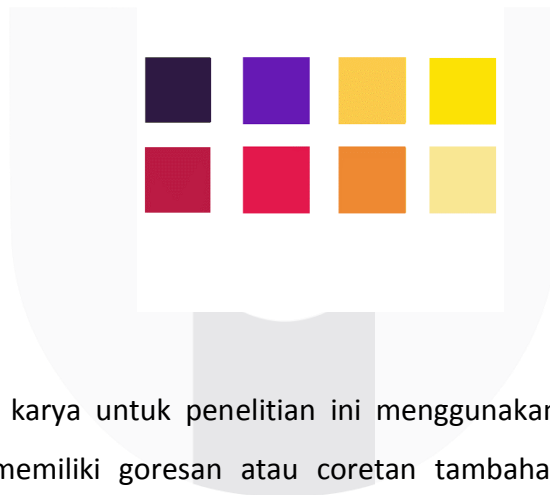 karya untuk penelitian ini menggunakan
memiliki goresan atau coretan tambaha